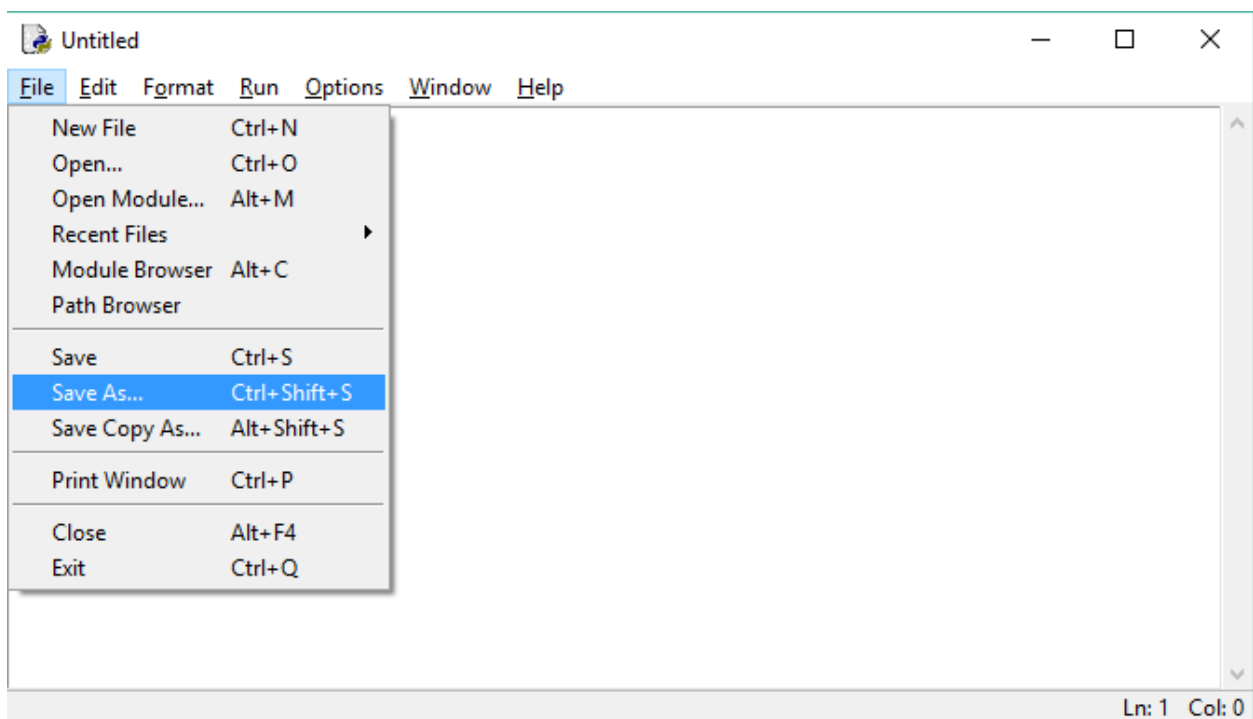 Untitled
File Edit Format Run Options Window Help
New File Ctrl+N
Open... Ctrl+O
Open Module... Alt+M
Recent Files
Module Browser Alt+C
Path Browser
Save Ctrl+S
Save As... Ctrl+Shift+S
Save Copy As... Alt+Shift+S
Print Window Ctrl+P
Close Alt+F4
Exit Ctrl+Q
Ln: 1 Col: 0